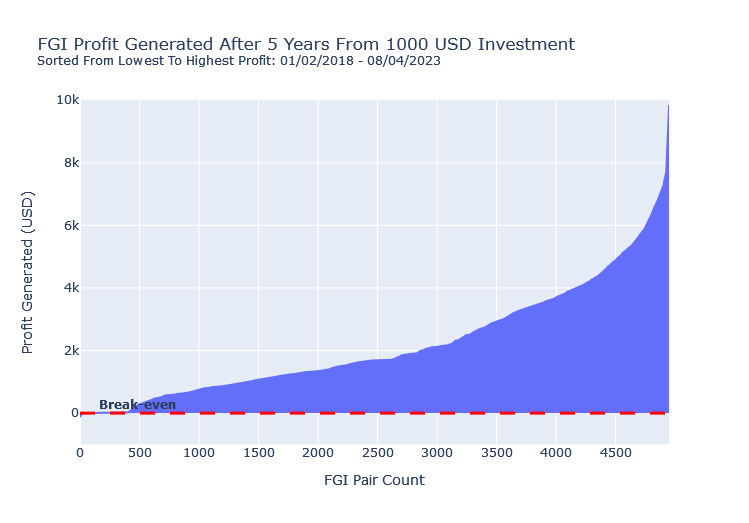 FGI Profit Generated After 5 Years From 1000 USD Investment
Sorted From Lowest To Highest Profit: 01/02/2018 - 08/04/2023
10k
8k
6k
4k
2k
0
Profit Generated (USD)
Break-even
0 500 1000 1500 2000 2500 3000 3500 4000 4500
FGI Pair Count